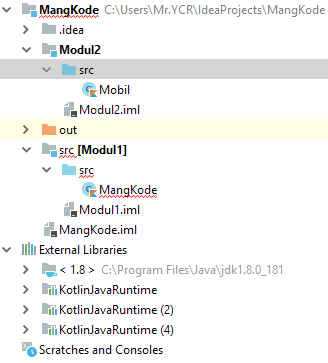 MangKode C:\Users\Mr.YCR\IdeaProjects\MangKode
.idea
Modul2
src
Mobil
Modul2.iml
out
src [Modul1]
src
MangKode
Modul1.iml
MangKode.iml
External Libraries
< 1.8 > C:\Program Files\Java\jdk1.8.0_181
KotlinJavaRuntime
KotlinJavaRuntime (2)
KotlinJavaRuntime (4)
Scratches and Consoles